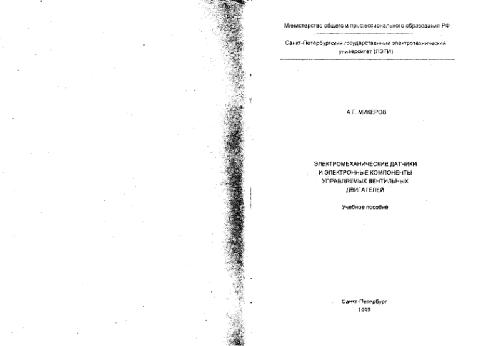 Министерство общего и профессионального образования РФ
Санкт-Петербургский государственный электротехнический
университет (ЛЭТИ)
А.Г. МИКЕРОВ
ЭЛЕКТРОМЕХАНИЧЕСКИЕ ДАТЧИКИ
И ЭЛЕКТРОННЫЕ КОМПОНЕНТЫ
УПРАВЛЯЕМЫХ ВЕНТИЛЬНЫХ
ДВИГАТЕЛЕЙ
Учебное пособие
Санкт-Петербург